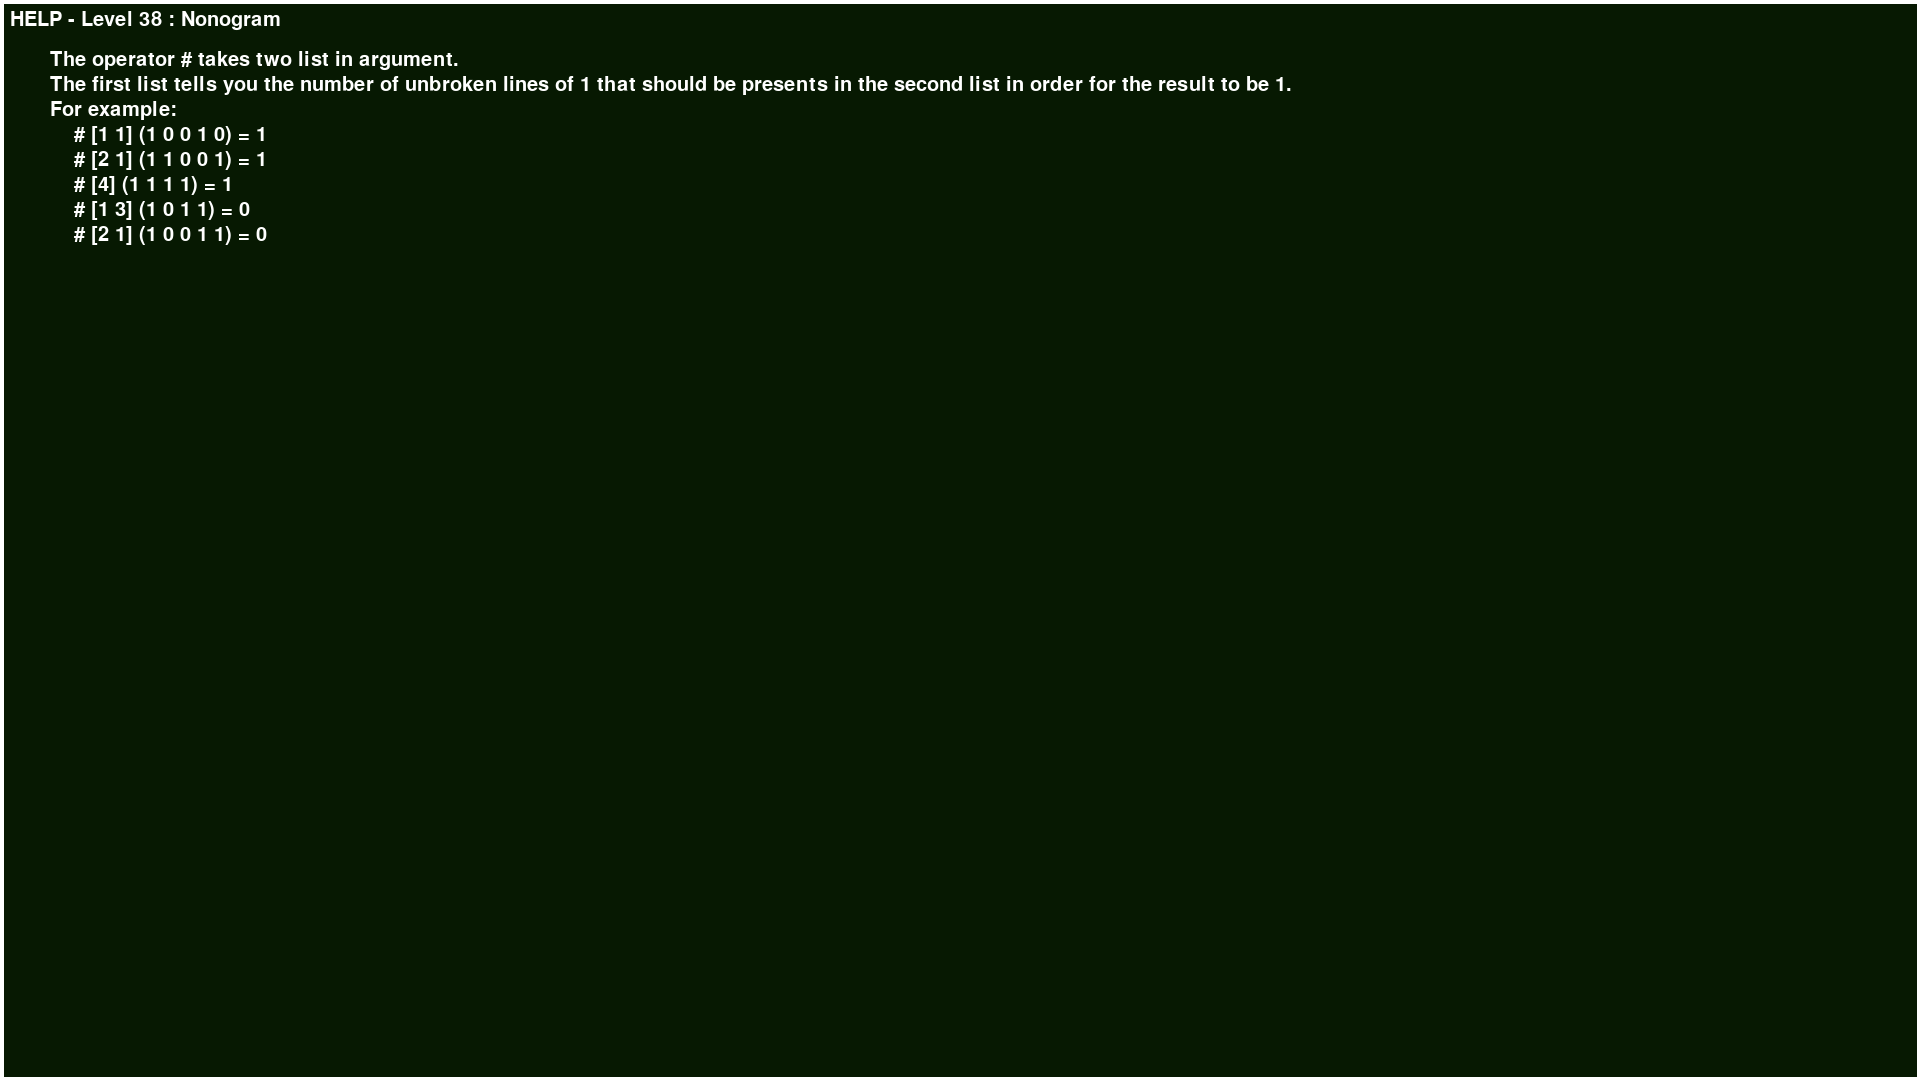 HELP - Level 38 : Nonogram
The operator # takes two list in argument.
The first list tells you the number of unbroken lines of 1 that should be presents in the second list in order for the result to be 1.
For example:
# [1 1] (1 0 0 1 0) = 1
# [2 1] (1 1 0 0 1) = 1
# [4] (1 1 1 1) = 1
# [1 3] (1 0 1 1) = 0
# [2 1] (1 0 0 1 1) = 0